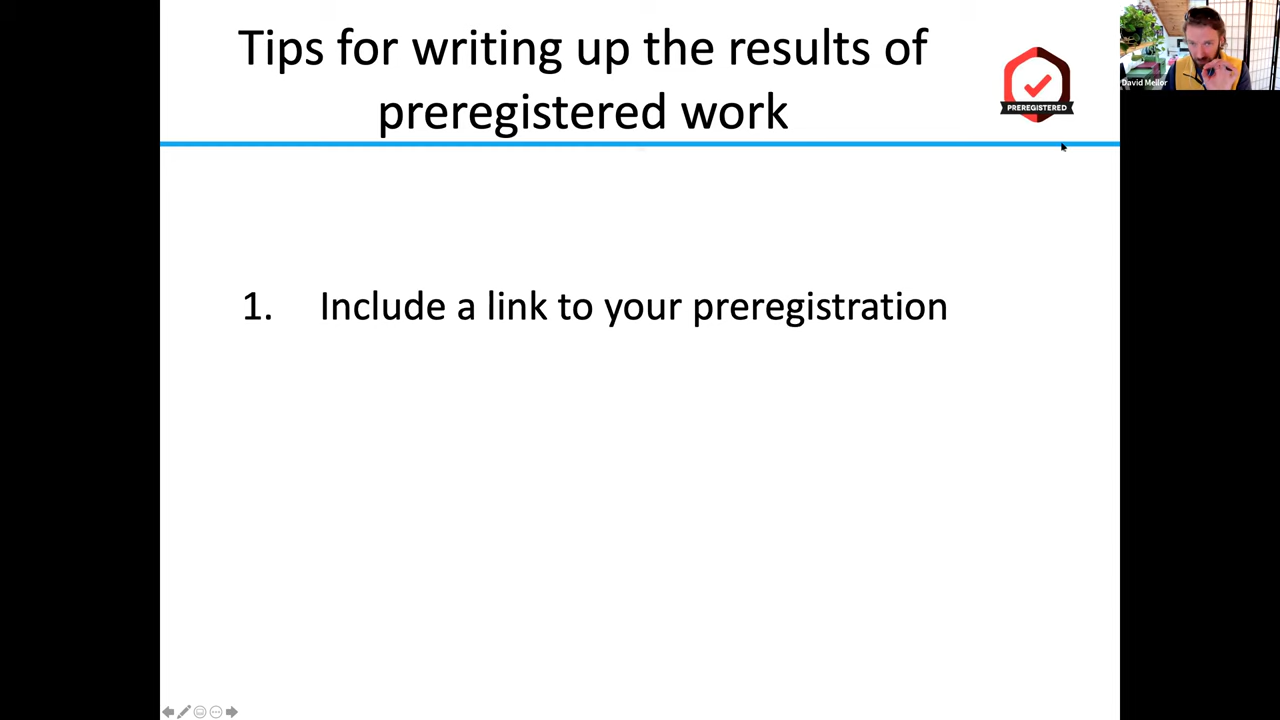 Tips for writing up the results of
preregistered work
PREREGISTERED
David Mellor
1. Include a link to your preregistration